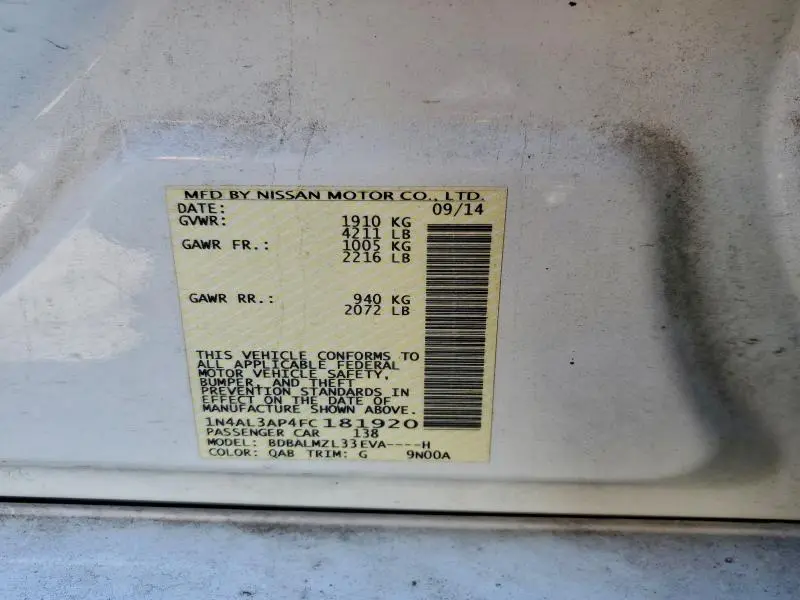 MFD BY NISSAN MOTOR CO., LTD.
DATE: 09/14
GVWR: 1910 KG
4211 LB
GAWR FR.: 1005 KG
2216 LB
GAWR RR.: 940 KG
2072 LB
THIS VEHICLE CONFORMS TO
ALL APPLICABLE FEDERAL
MOTOR VEHICLE SAFETY,
BUMPER, AND THEFT
PREVENTION STANDARDS IN
EFFECT ON THE DATE OF
MANUFACTURE SHOWN ABOVE.
1N4AL3AP4FC181920
PASSENGER CAR 138
MODEL: BDBALMZL33EVA----H
COLOR: QAB TRIM: G 9N00A